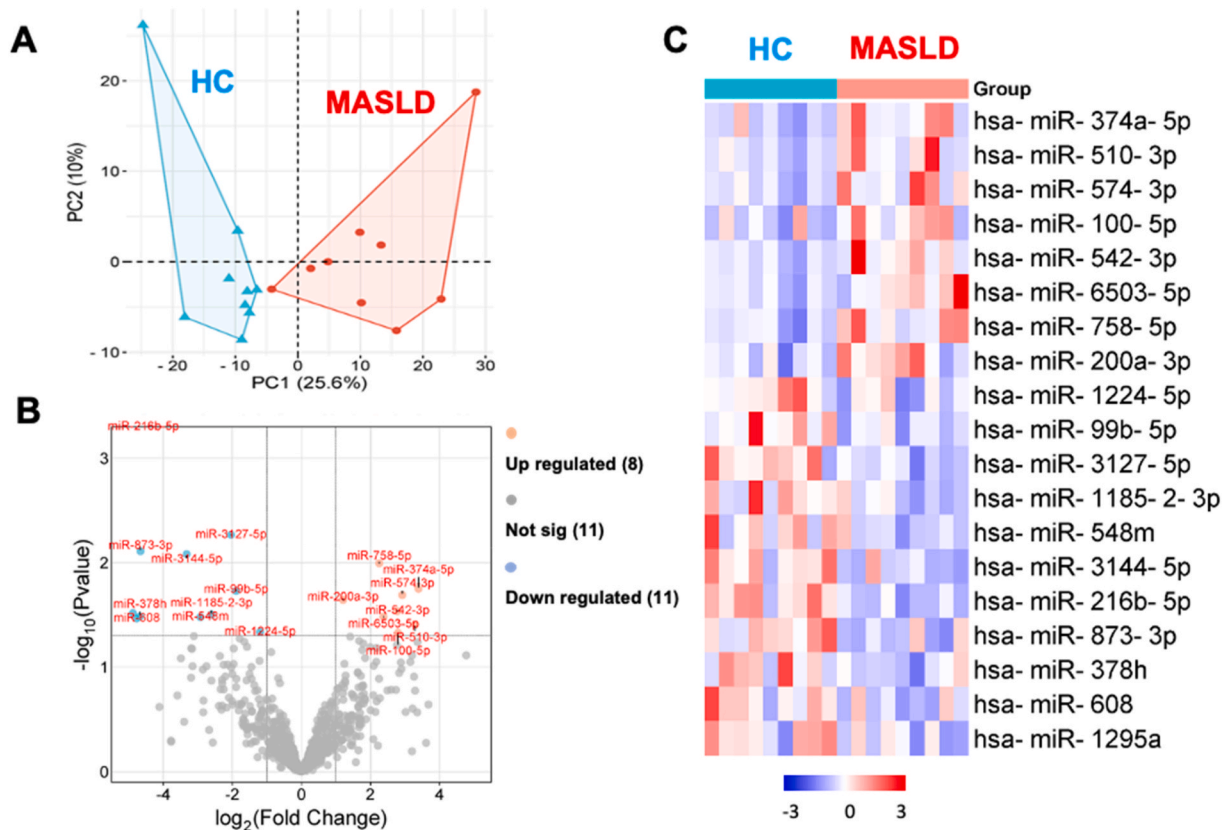 A
HC
MASLD
20
10
0
- 10
PC2 (10%)
- 20
- 10
0
10
20
30
PC1 (25.6%)
B
miR-216b-5p
miR-3127-5p
miR-873-3p
miR-3144-5p
miR-758-5p
miR-374a-5p
miR-574-3p
miR-99b-5p
miR-200a-3p
miR-378h
miR-1185-2-3p
miR-542-3p
miR-608
miR-548m
miR-6503-5p
miR-1224-5p
miR-510-3p
miR-100-5p
3
2
1
0
-log10(Pvalue)
-4
-2
0
2
4
log2(Fold Change)
Up regulated (8)
Not sig (11)
Down regulated (11)
C
HC
MASLD
Group
hsa- miR- 374a- 5p
hsa- miR- 510- 3p
hsa- miR- 574- 3p
hsa- miR- 100- 5p
hsa- miR- 542- 3p
hsa- miR- 6503- 5p
hsa- miR- 758- 5p
hsa- miR- 200a- 3p
hsa- miR- 1224- 5p
hsa- miR- 99b- 5p
hsa- miR- 3127- 5p
hsa- miR- 1185- 2- 3p
hsa- miR- 548m
hsa- miR- 3144- 5p
hsa- miR- 216b- 5p
hsa- miR- 873- 3p
hsa- miR- 378h
hsa- miR- 608
hsa- miR- 1295a
-3
0
3